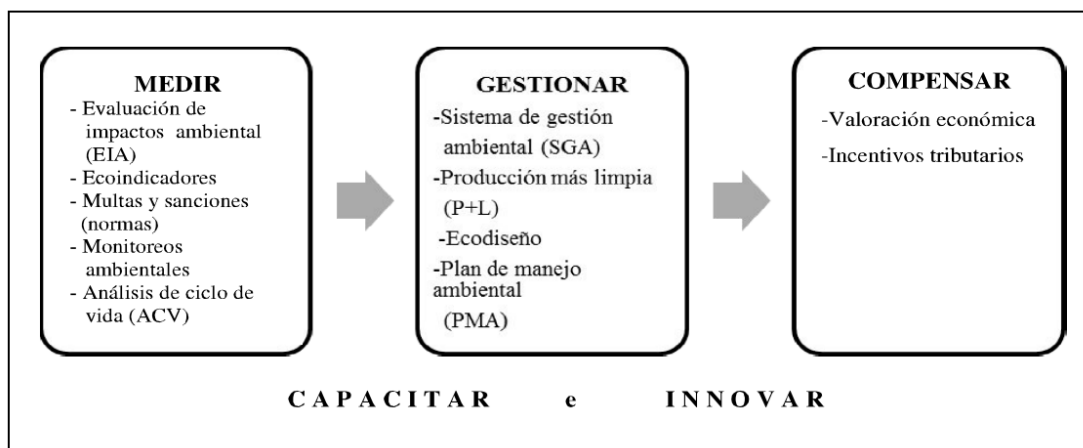 MEDIR
- Evaluación de
impactos ambiental
(EIA)
- Ecoindicadores
- Multas y sanciones
(normas)
- Monitoreos
ambientales
- Análisis de ciclo de
vida (ACV)
GESTIONAR
-Sistema de gestión
ambiental (SGA)
-Producción más limpia
(P+L)
-Ecodiseño
-Plan de manejo
ambiental
(PMA)
COMPENSAR
-Valoración económica
-Incentivos tributarios
CAPACITAR e INNOVAR